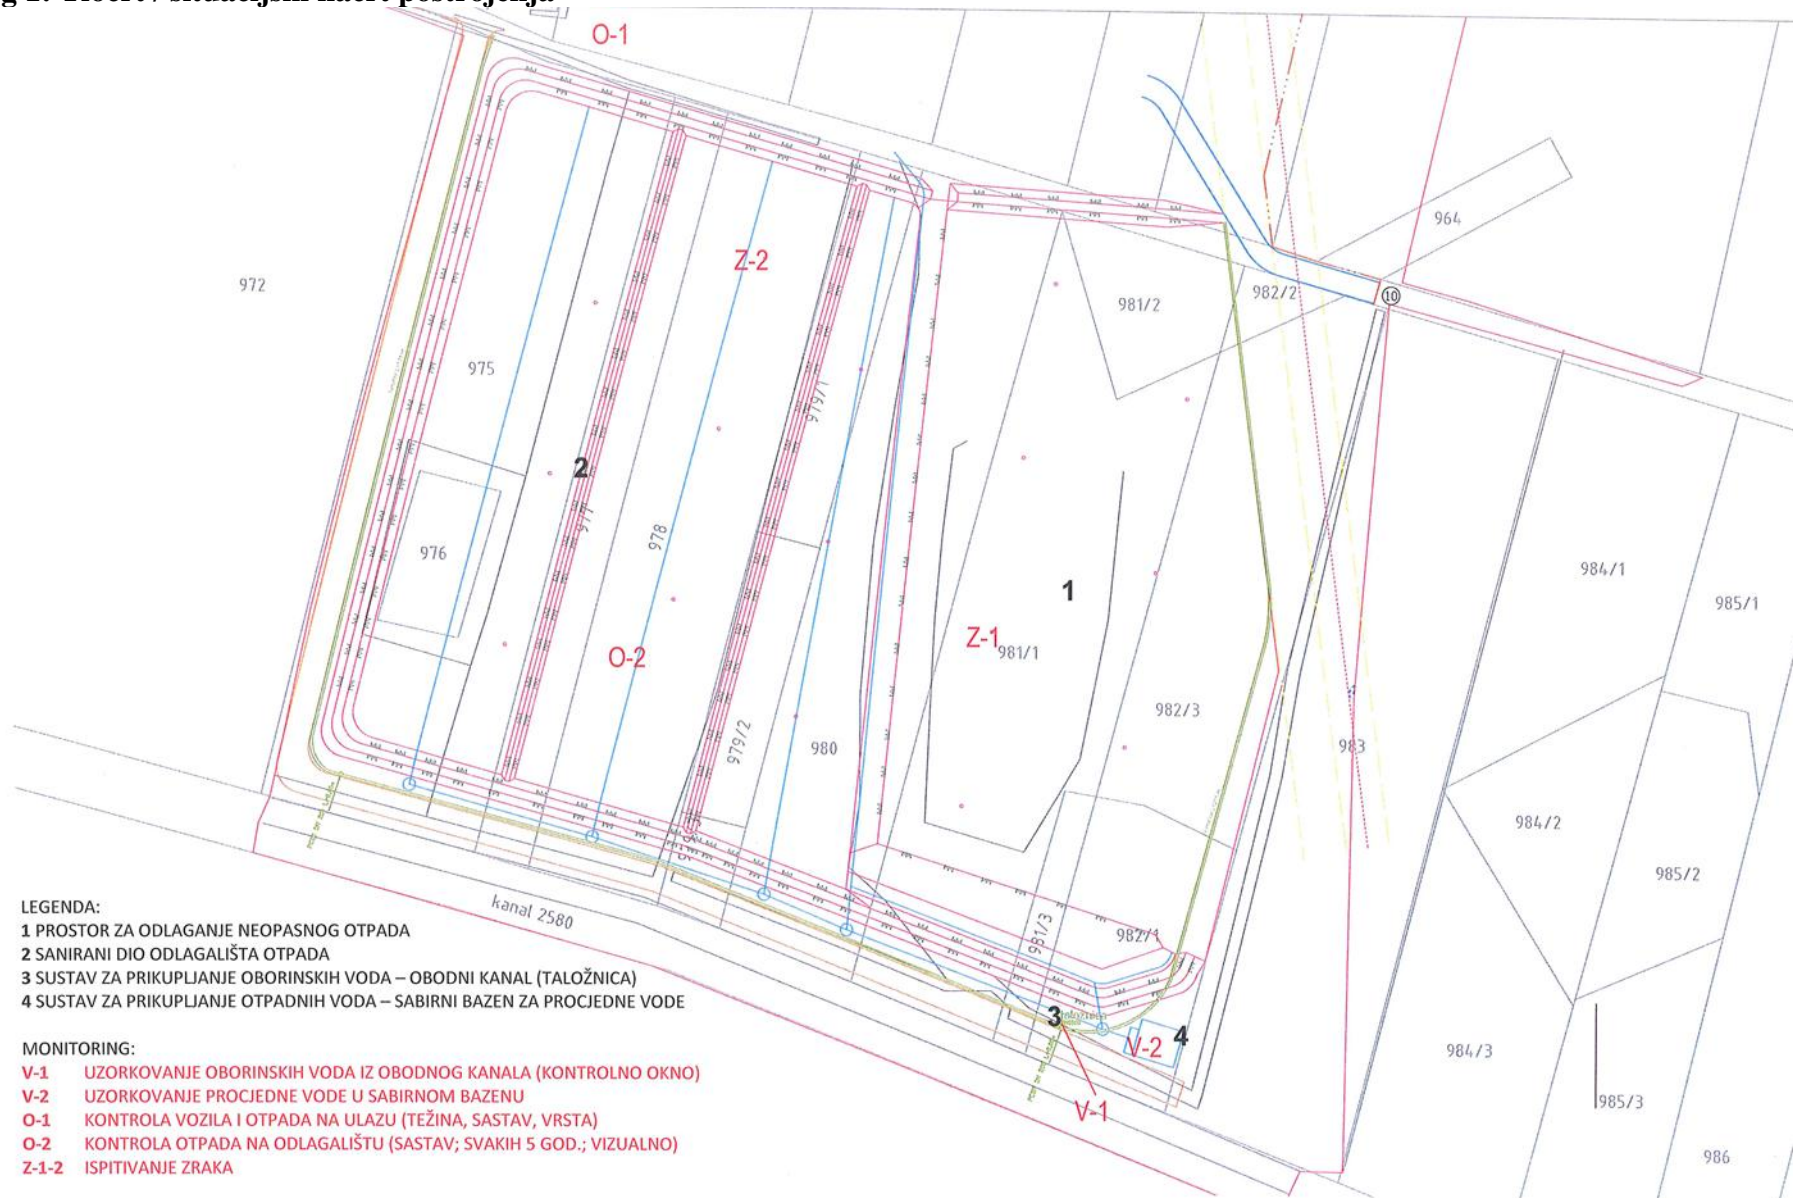 O-1
964
Z-2
972
981/2
982/2
10
975
979/1
2
977
978
976
984/1
1
985/1
Z-1
981/1
O-2
982/3
979/2
980
983
984/2
985/2
kanal 2580
981/3
982/1
3
4
V-2
984/3
V-1
985/3
986
LEGENDA:
1 PROSTOR ZA ODLAGANJE NEOPASNOG OTPADA
2 SANIRANI DIO ODLAGALIŠTA OTPADA
3 SUSTAV ZA PRIKUPLJANJE OBORINSKIH VODA – OBODNI KANAL (TALOŽNICA)
4 SUSTAV ZA PRIKUPLJANJE OTPADNIH VODA – SABIRNI BAZEN ZA PROCJEDNE VODE
MONITORING:
V-1 UZORKOVANJE OBORINSKIH VODA IZ OBODNOG KANALA (KONTROLNO OKNO)
V-2 UZORKOVANJE PROCJEDNE VODE U SABIRNOM BAZENU
O-1 KONTROLA VOZILA I OTPADA NA ULAZU (TEŽINA, SASTAV, VRSTA)
O-2 KONTROLA OTPADA NA ODLAGALIŠTU (SASTAV; SVAKIH 5 GOD.; VIZUALNO)
Z-1-2 ISPITIVANJE ZRAKA